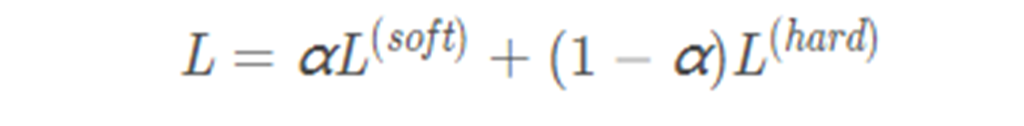 L = αL^(soft) + (1 − α)L^(hard)